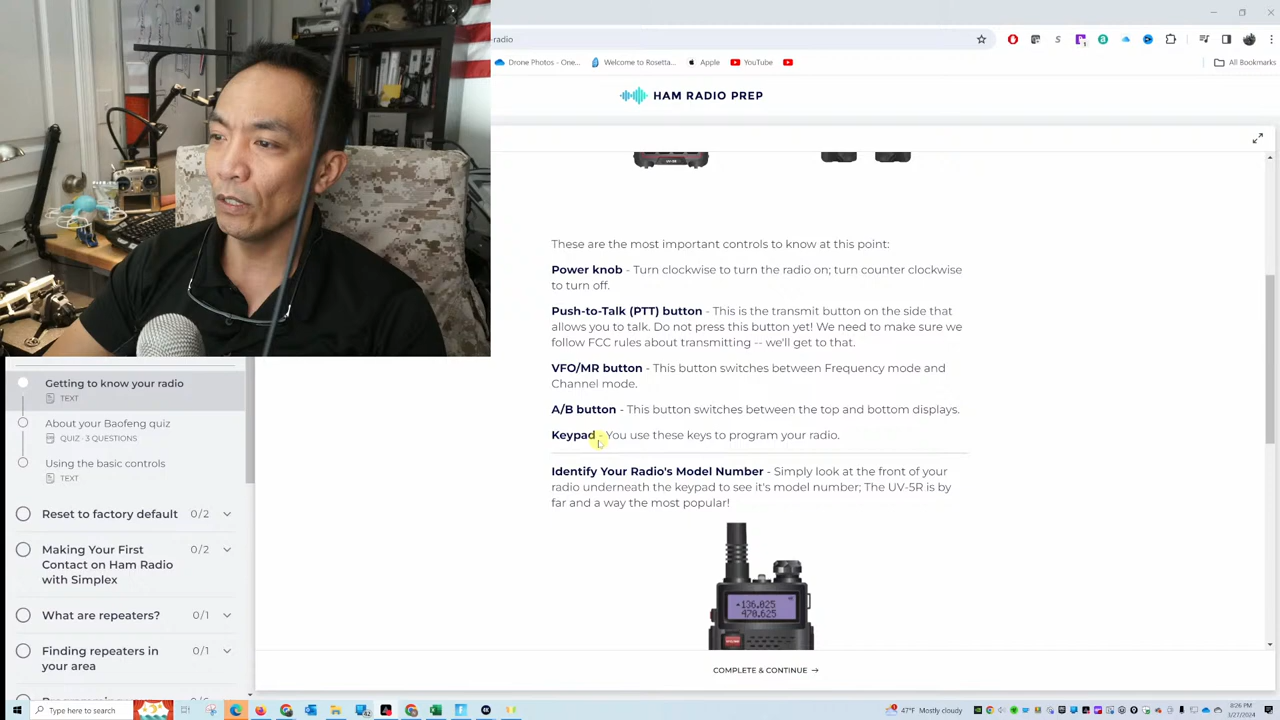 -radio
Drone Photos - One...
Welcome to Rosetta...
Apple
YouTube
All Bookmarks
HAM RADIO PREP
UV-5R
These are the most important controls to know at this point:
Power knob - Turn clockwise to turn the radio on; turn counter clockwise
to turn off.
Push-to-Talk (PTT) button - This is the transmit button on the side that
allows you to talk. Do not press this button yet! We need to make sure we
follow FCC rules about transmitting -- we'll get to that.
VFO/MR button - This button switches between Frequency mode and
Channel mode.
A/B button - This button switches between the top and bottom displays.
Keypad - You use these keys to program your radio.
Identify Your Radio's Model Number - Simply look at the front of your
radio underneath the keypad to see it's model number; The UV-5R is by
far and a way the most popular!
136.025
470.625
Getting to know your radio
TEXT
About your Baofeng quiz
QUIZ · 3 QUESTIONS
Using the basic controls
TEXT
Reset to factory default 0/2
Making Your First 0/2
Contact on Ham Radio
with Simplex
What are repeaters? 0/1
Finding repeaters in 0/1
your area
COMPLETE & CONTINUE →
Type here to search
47°F Mostly cloudy
8:26 PM
3/27/2024